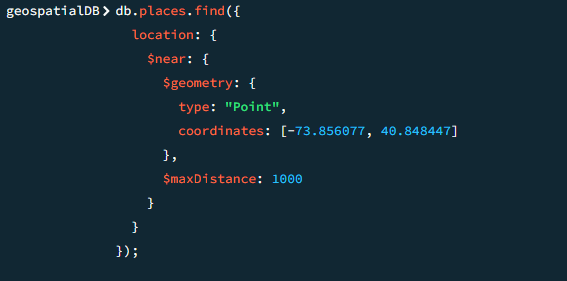 geospatialDB❯ db.places.find({
location: {
$near: {
$geometry: {
type: "Point",
coordinates: [-73.856077, 40.848447]
},
$maxDistance: 1000
}
}
});